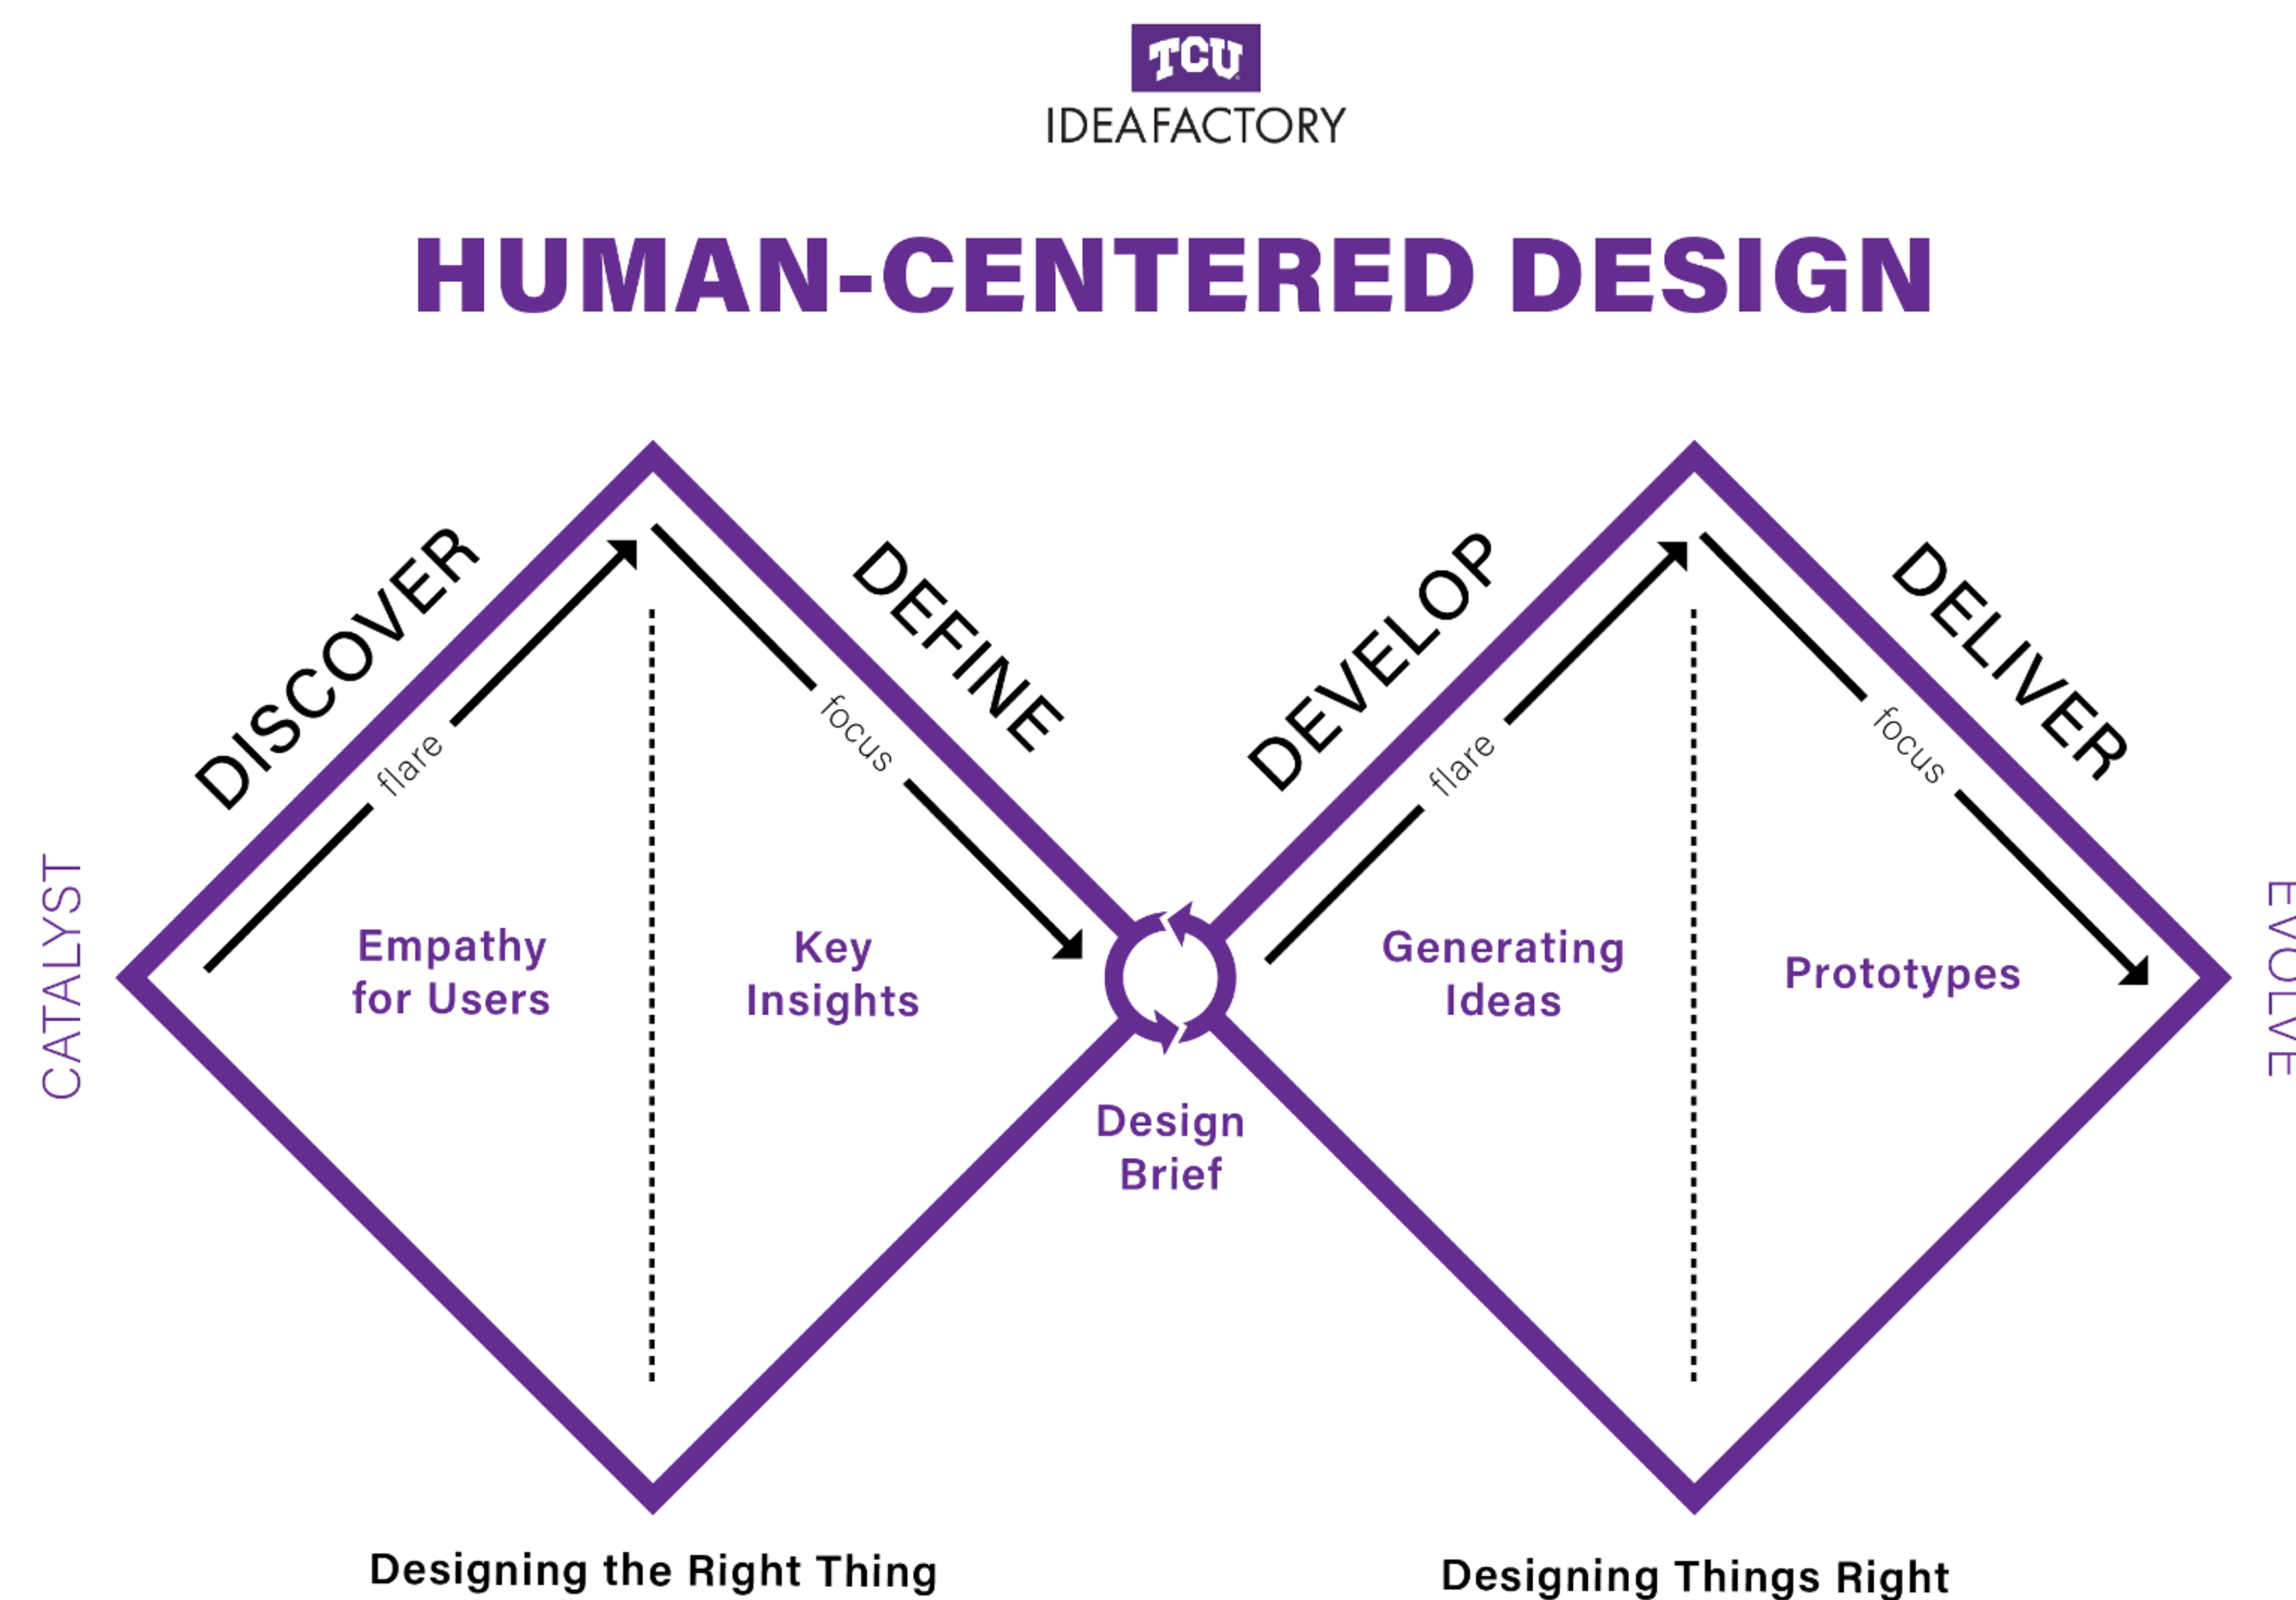 TCU
IDEAFACTORY
HUMAN-CENTERED DESIGN
DISCOVER
DEFINE
DEVELOP
DELIVER
flare
focus
flare
focus
CATALYST
Empathy
for Users
Key
Insights
Generating
Ideas
Prototypes
EVOLVE
Design
Brief
Designing the Right Thing
Designing Things Right